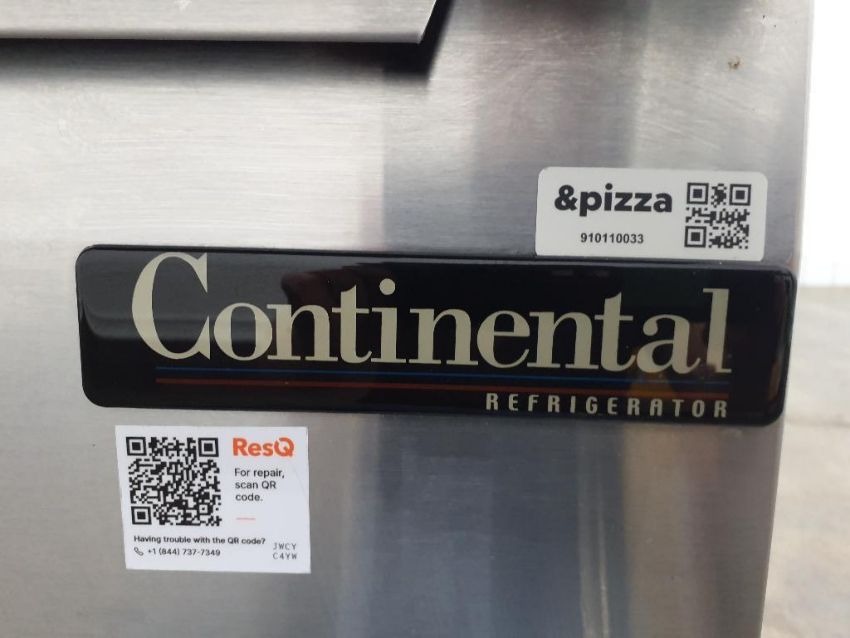 &pizza
910110033
Continental
REFRIGERATOR
ResQ
For repair,
scan QR
code.
Having trouble with the QR code?
+1 (844) 737-7349
JWCY
C4YW